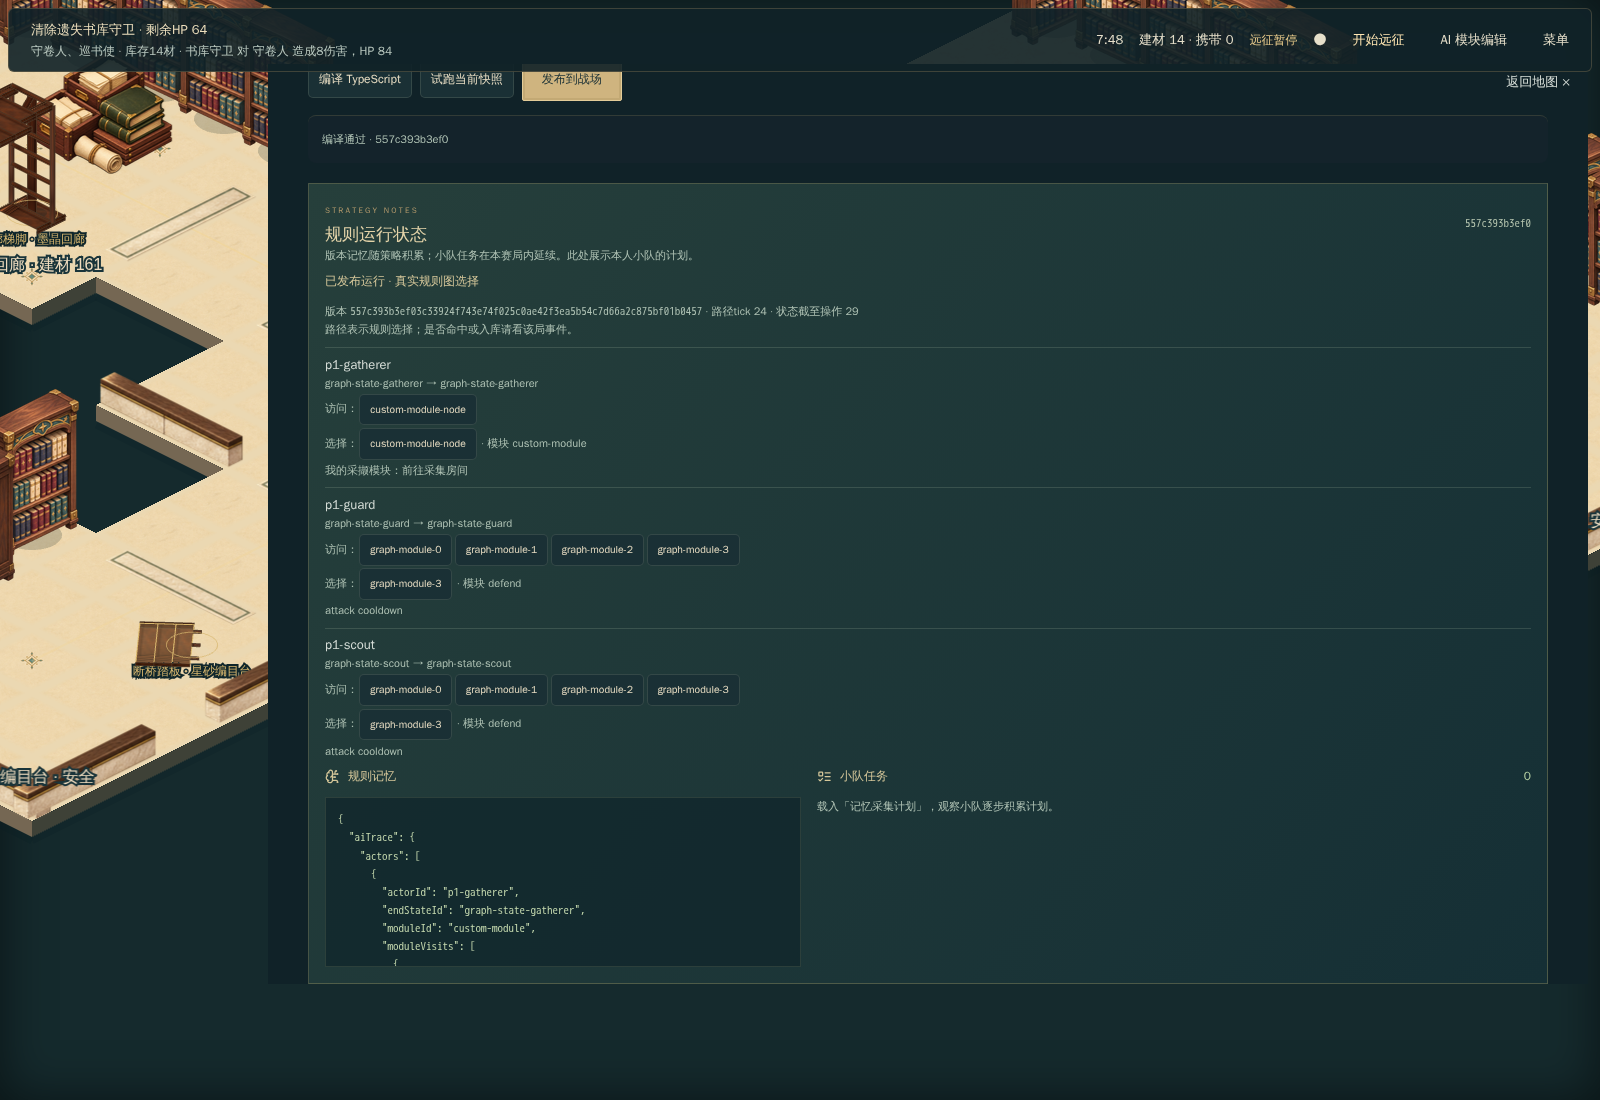 清除遗失书库守卫 · 剩余HP 64
守卷人、巡书使 · 库存14材 · 书库守卫 对 守卷人 造成8伤害，HP 84
7:48 建材 14 · 携带 0 远征暂停 开始远征 AI 模块编辑 菜单
编译 TypeScript 试跑当前快照 发布到战场
返回地图 ×
编译通过 · 557c393b3ef0
STRATEGY NOTES
规则运行状态
557c393b3ef0
版本记忆随策略积累；小队任务在本赛局内延续。此处展示本人小队的计划。
已发布运行 · 真实规则图选择
版本 557c393b3ef03c33924f743e74f025c0ae42f3ea5b54c7d66a2c875bf01b0457 · 路径tick 24 · 状态截至操作 29
路径表示规则选择；是否命中或入库请看该局事件。
p1-gatherer
graph-state-gatherer → graph-state-gatherer
访问： custom-module-node
选择： custom-module-node · 模块 custom-module
我的采撷模块：前往采集房间
p1-guard
graph-state-guard → graph-state-guard
访问： graph-module-0 graph-module-1 graph-module-2 graph-module-3
选择： graph-module-3 · 模块 defend
attack cooldown
p1-scout
graph-state-scout → graph-state-scout
访问： graph-module-0 graph-module-1 graph-module-2 graph-module-3
选择： graph-module-3 · 模块 defend
attack cooldown
规则记忆
小队任务 0
载入「记忆采集计划」，观察小队逐步积累计划。
{
"aiTrace": {
"actors": [
{
"actorId": "p1-gatherer",
"endStateId": "graph-state-gatherer",
"moduleId": "custom-module",
"moduleVisits": [
{
梯脚 · 墨晶回廊
回廊 · 建材 161
断桥踏板 · 星砂编目台
编目台 · 安全